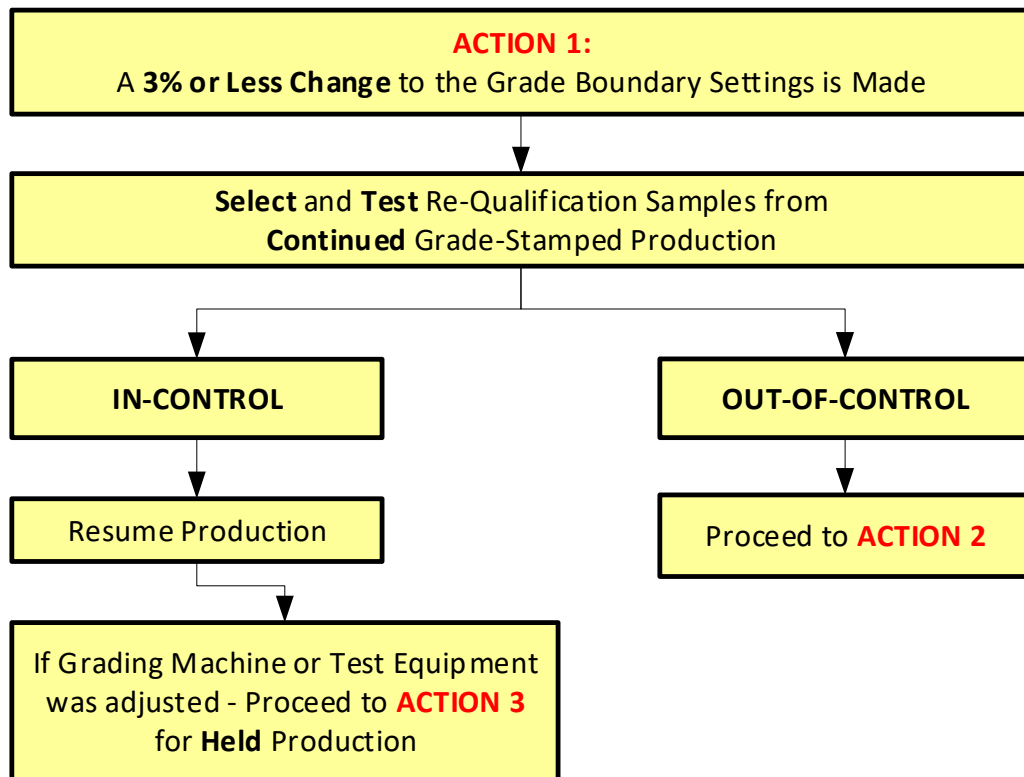 ACTION 1:
A 3% or Less Change to the Grade Boundary Settings is Made
Select and Test Re-Qualification Samples from
Continued Grade-Stamped Production
IN-CONTROL
OUT-OF-CONTROL
Resume Production
Proceed to ACTION 2
If Grading Machine or Test Equipment
was adjusted - Proceed to ACTION 3
for Held Production